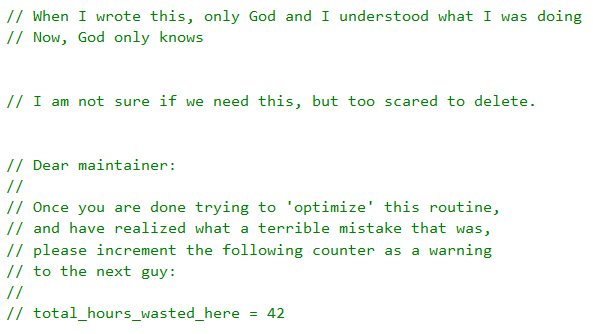 // When I wrote this, only God and I understood what I was doing
// Now, God only knows
// I am not sure if we need this, but too scared to delete.
// Dear maintainer:
//
// Once you are done trying to 'optimize' this routine,
// and have realized what a terrible mistake that was,
// please increment the following counter as a warning
// to the next guy:
//
// total_hours_wasted_here = 42